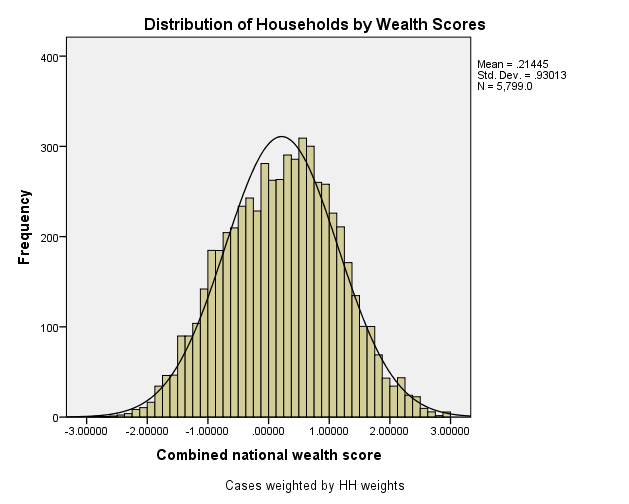 Distribution of Households by Wealth Scores
Mean = .21445
Std. Dev. = .93013
N = 5,799.0
400
300
200
100
0
Frequency
-3.00000 -2.00000 -1.00000 .00000 1.00000 2.00000 3.00000
Combined national wealth score
Cases weighted by HH weights